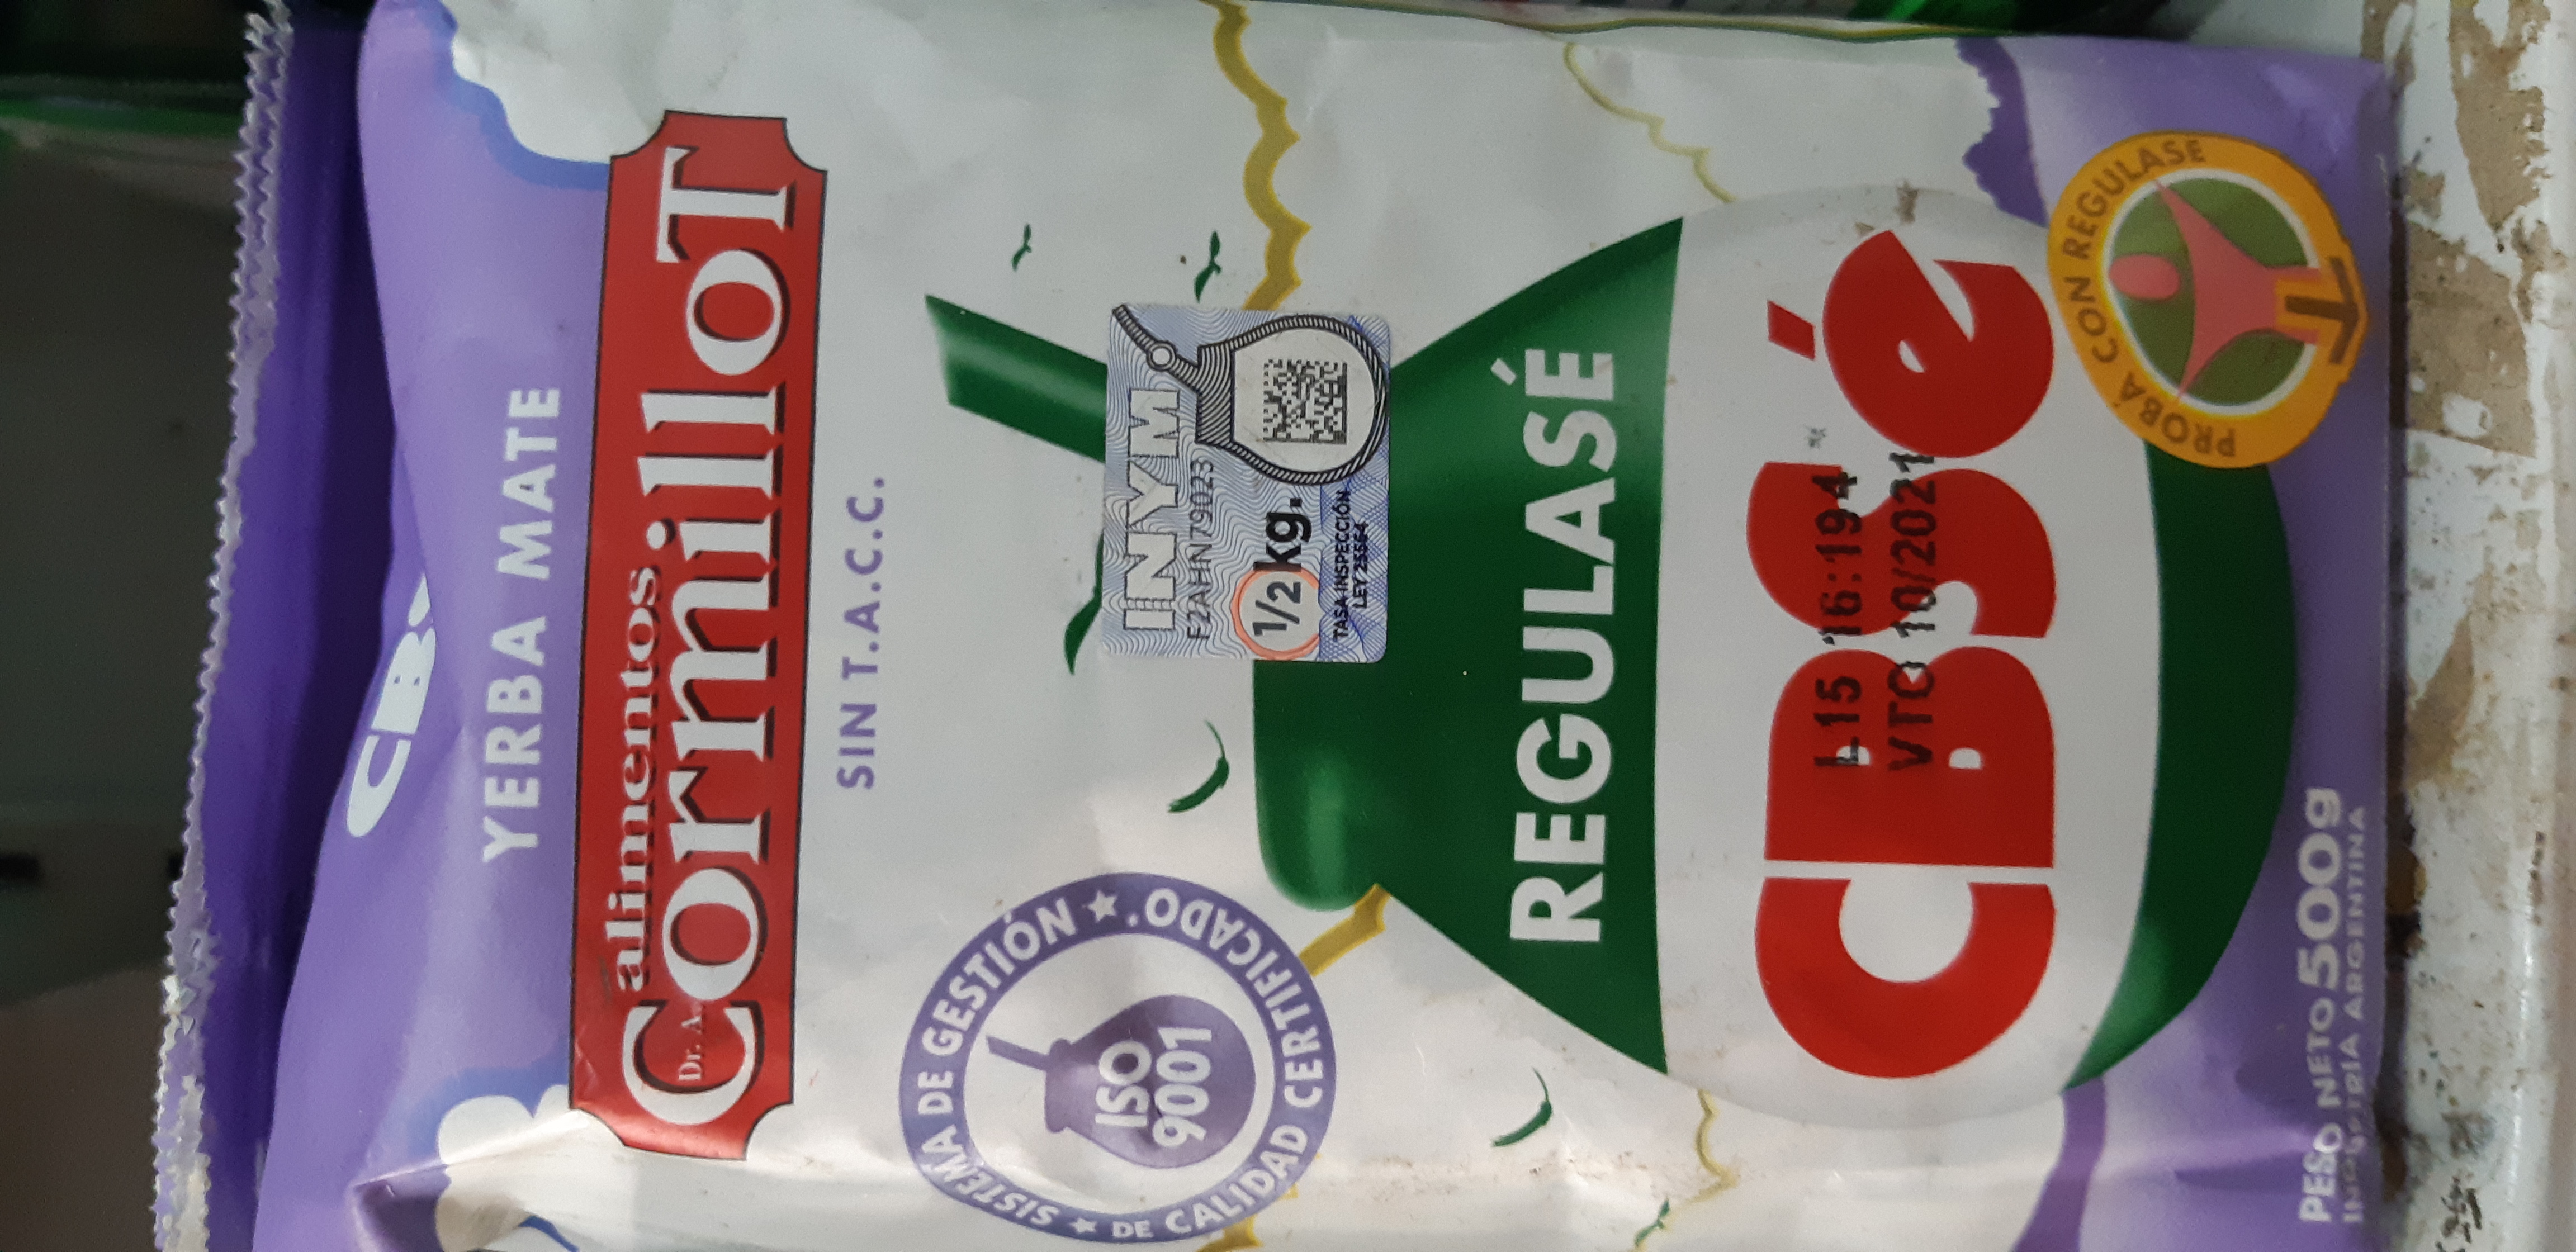 CBS
YERBA MATE
alimentos
Dr. A. Cormillot
SIN T.A.C.C.
SISTEMA DE GESTIÓN
DE CALIDAD CERTIFICADO.
ISO
9001
INYM
F2AHN79023
1/2 kg.
TASA INSPECCIÓN
LEY 25564
REGULASÉ
CBSé
L15 16:194
VTO 10/2021
PROBÁ CON REGULASE
PESO NETO 500g
INDUSTRIA ARGENTINA